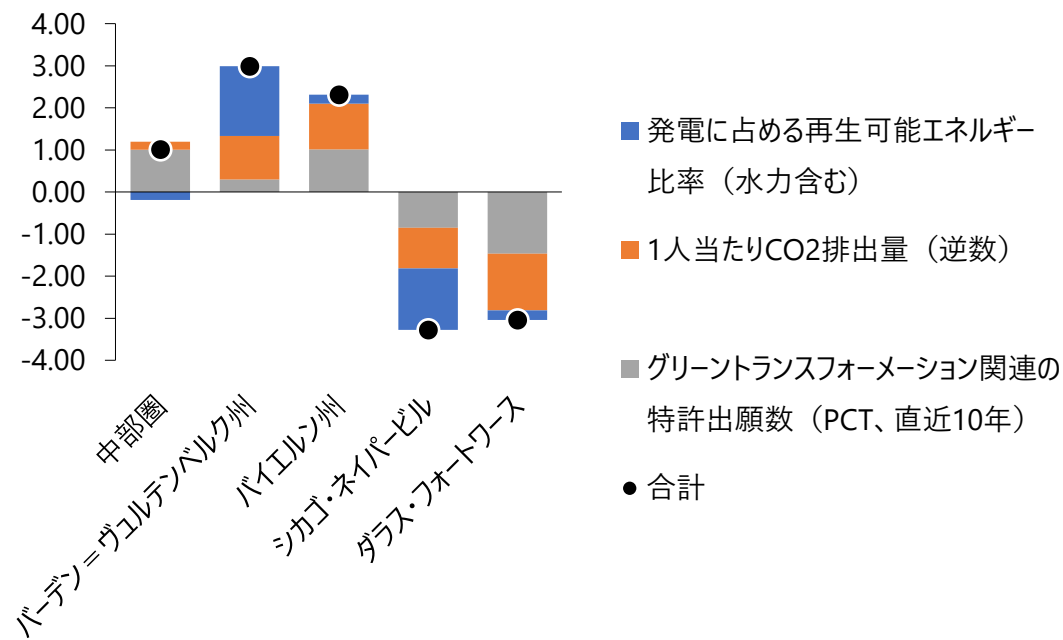 4.00
3.00
2.00
1.00
0.00
-1.00
-2.00
-3.00
-4.00
中部圏
バーデン＝ヴュルテンベルク州
バイエルン州
シカゴ・ネイパービル
ダラス・フォートワース
発電に占める再生可能エネルギー
比率（水力含む）
1人当たりCO2排出量（逆数）
グリーントランスフォーメーション関連の
特許出願数（PCT、直近10年）
合計